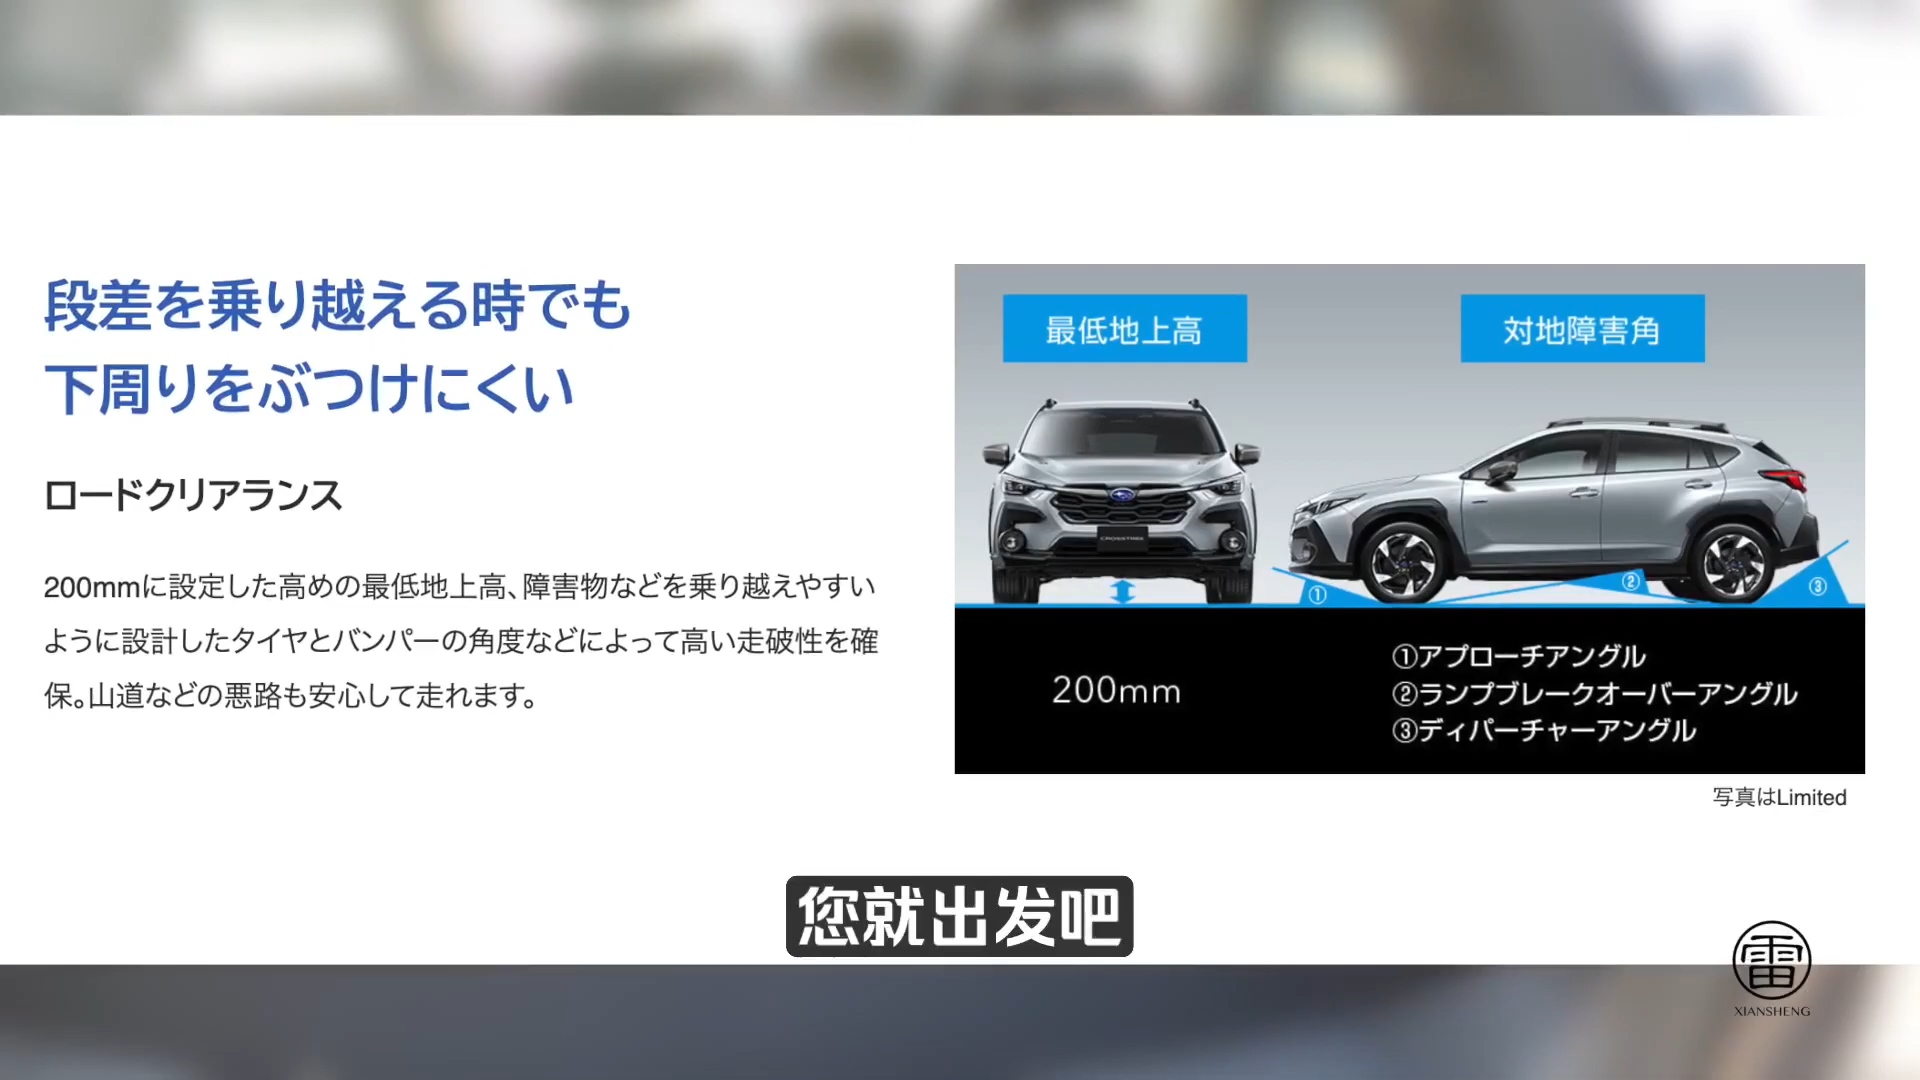 段差を乗り越える時でも
下周りをぶつけにくい
ロードクリアランス
200mmに設定した高めの最低地上高、障害物などを乗り越えやすい
ように設計したタイヤとバンパーの角度などによって高い走破性を確
保。山道などの悪路も安心して走れます。
最低地上高
対地障害角
CROSSTREK
①
②
③
200mm
①アプローチアングル
②ランプブレークオーバーアングル
③ディパーチャーアングル
写真はLimited
您就出发吧
雷
XIANSHENG